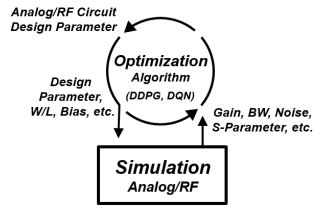 Analog/RF Circuit
Design Parameter
Optimization
Algorithm
(DDPG, DQN)
Design
Parameter,
W/L, Bias, etc.
Gain, BW, Noise,
S-Parameter, etc.
Simulation
Analog/RF